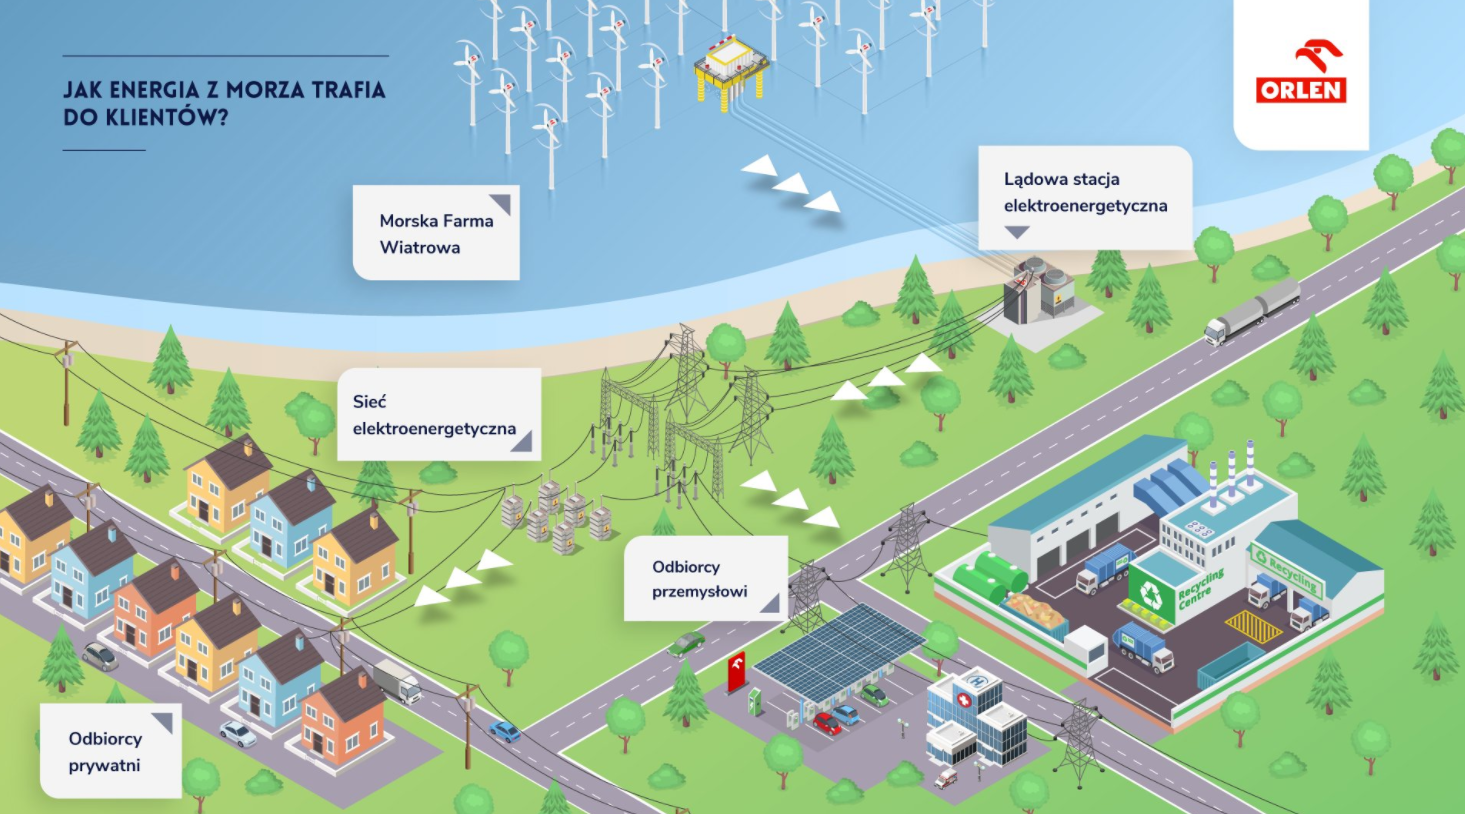 JAK ENERGIA Z MORZA TRAFIA
DO KLIENTÓW?
ORLEN
Morska Farma
Wiatrowa
Lądowa stacja
elektroenergetyczna
Sieć
elektroenergetyczna
Odbiorcy
przemysłowi
Recycling
Recycling
Centre
H
Odbiorcy
prywatni